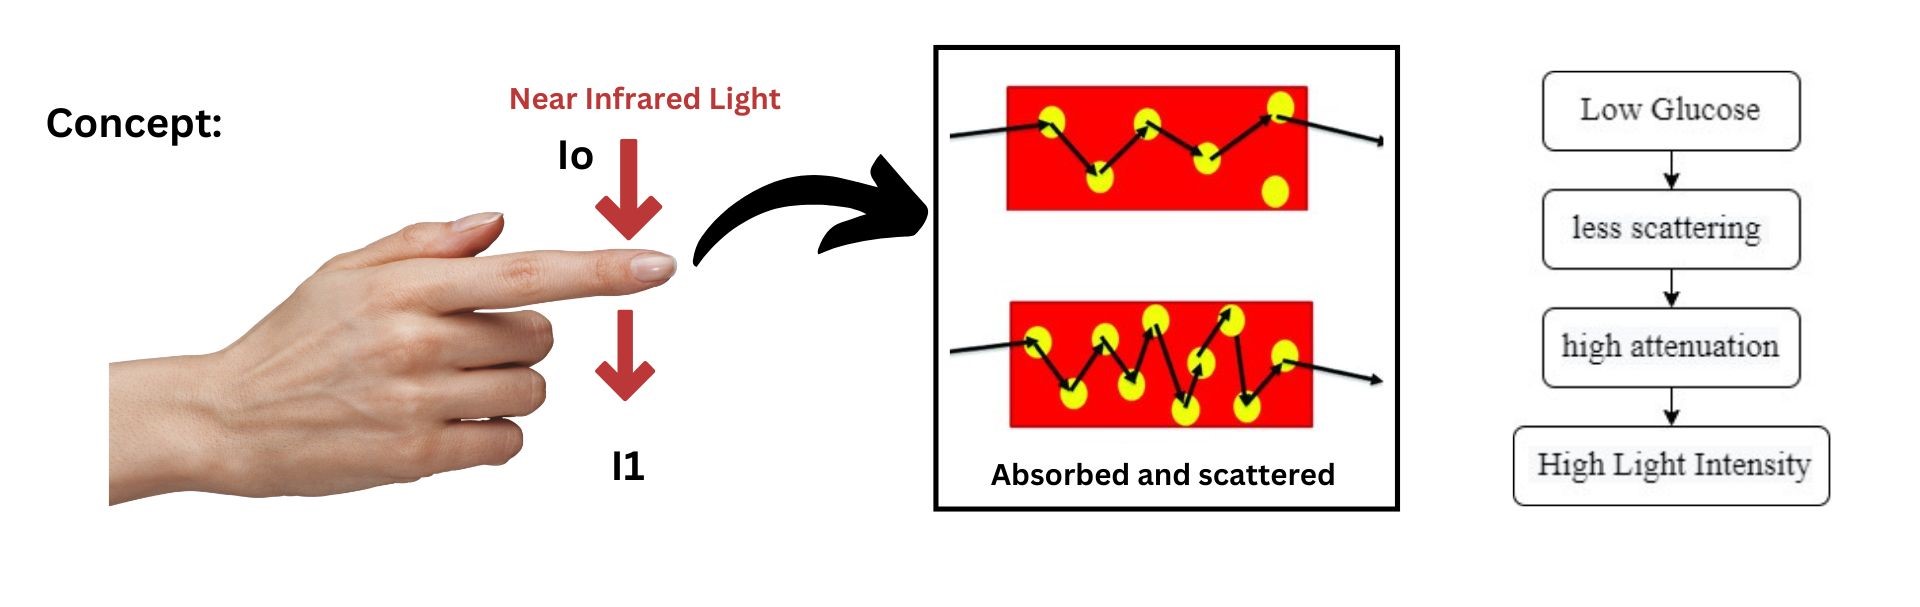 Concept:
Near Infrared Light
Io
I1
Absorbed and scattered
Low Glucose
less scattering
high attenuation
High Light Intensity